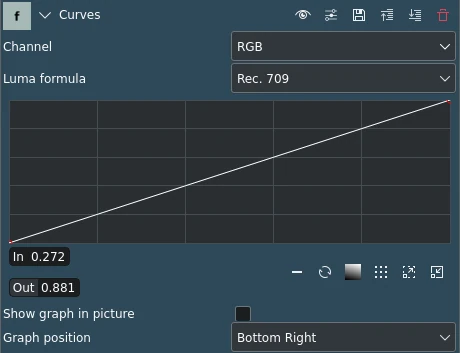 f Curves
Channel RGB
Luma formula Rec. 709
In 0.272
Out 0.881
Show graph in picture
Graph position Bottom Right